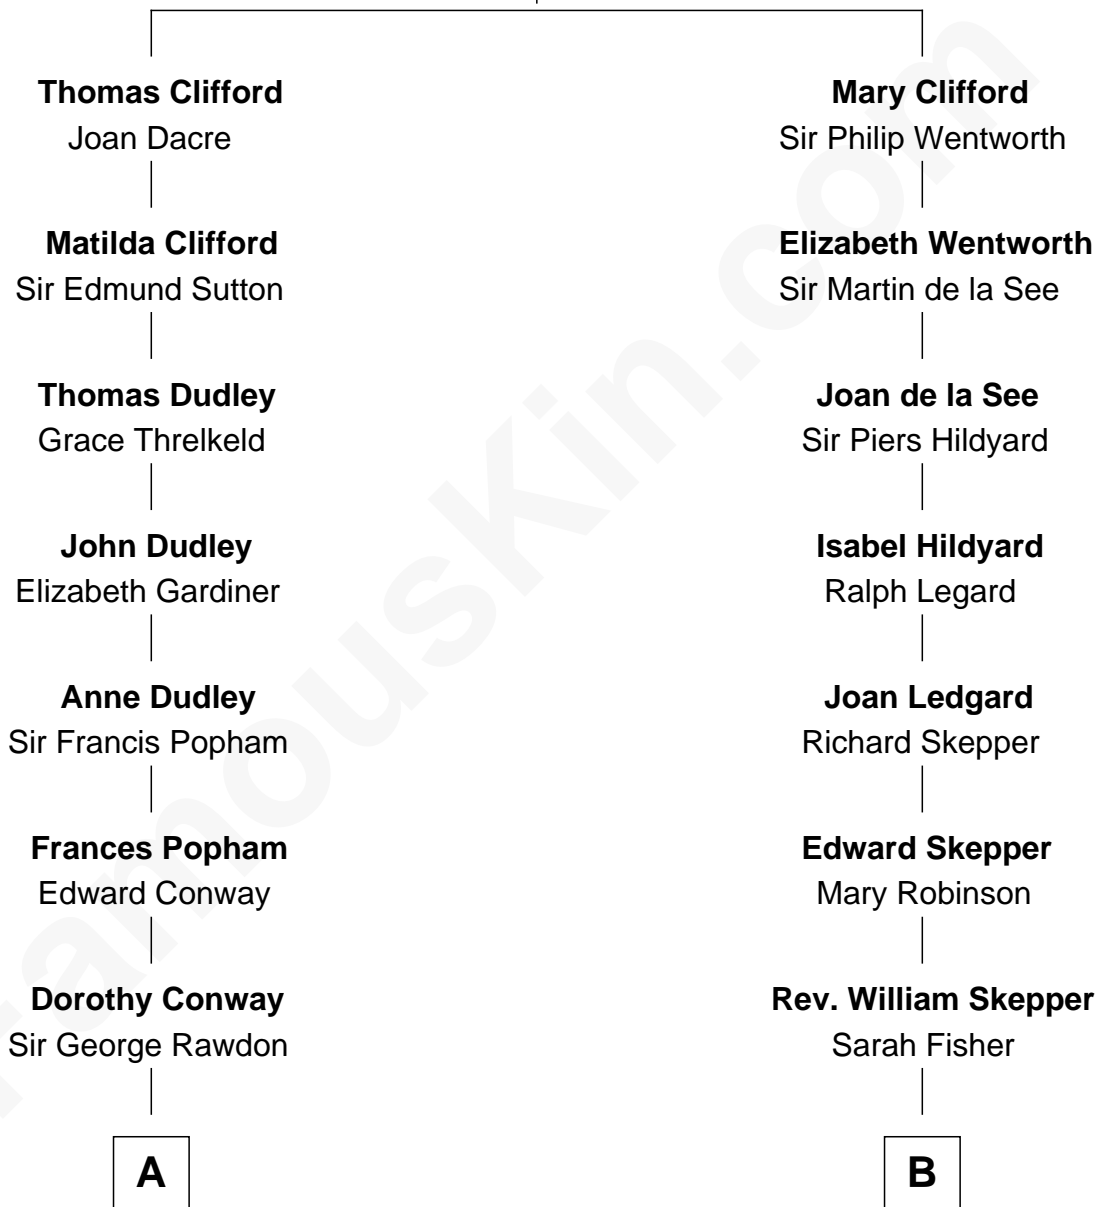 Thomas Clifford
Joan Dacre
Mary Clifford
Sir Philip Wentworth
Matilda Clifford
Sir Edmund Sutton
Elizabeth Wentworth
Sir Martin de la See
Thomas Dudley
Grace Threlkeld
Joan de la See
Sir Piers Hildyard
John Dudley
Elizabeth Gardiner
Isabel Hildyard
Ralph Legard
Anne Dudley
Sir Francis Popham
Joan Ledgard
Richard Skepper
Frances Popham
Edward Conway
Edward Skepper
Mary Robinson
Dorothy Conway
Sir George Rawdon
Rev. William Skepper
Sarah Fisher
A
B
FamousKin.com